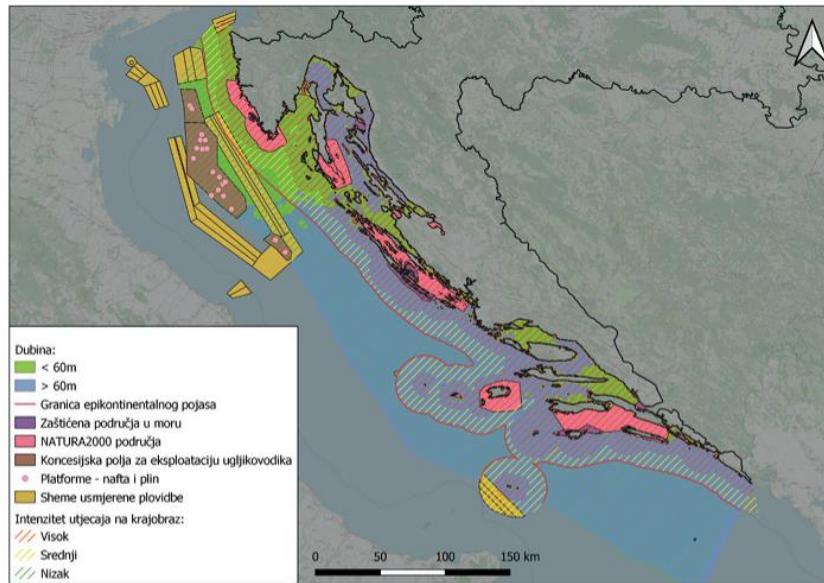 Dubina:
< 60m
> 60m
Granica epikontinentalnog pojasa
Zaštićena područja u moru
NATURA2000 područja
Koncesijska polja za eksploataciju ugljikovodika
Platforme - nafta i plin
Sheme usmjerene plovidbe
Intenzitet utjecaja na krajobraz:
Visok
Srednji
Nizak
0 50 100 150 km